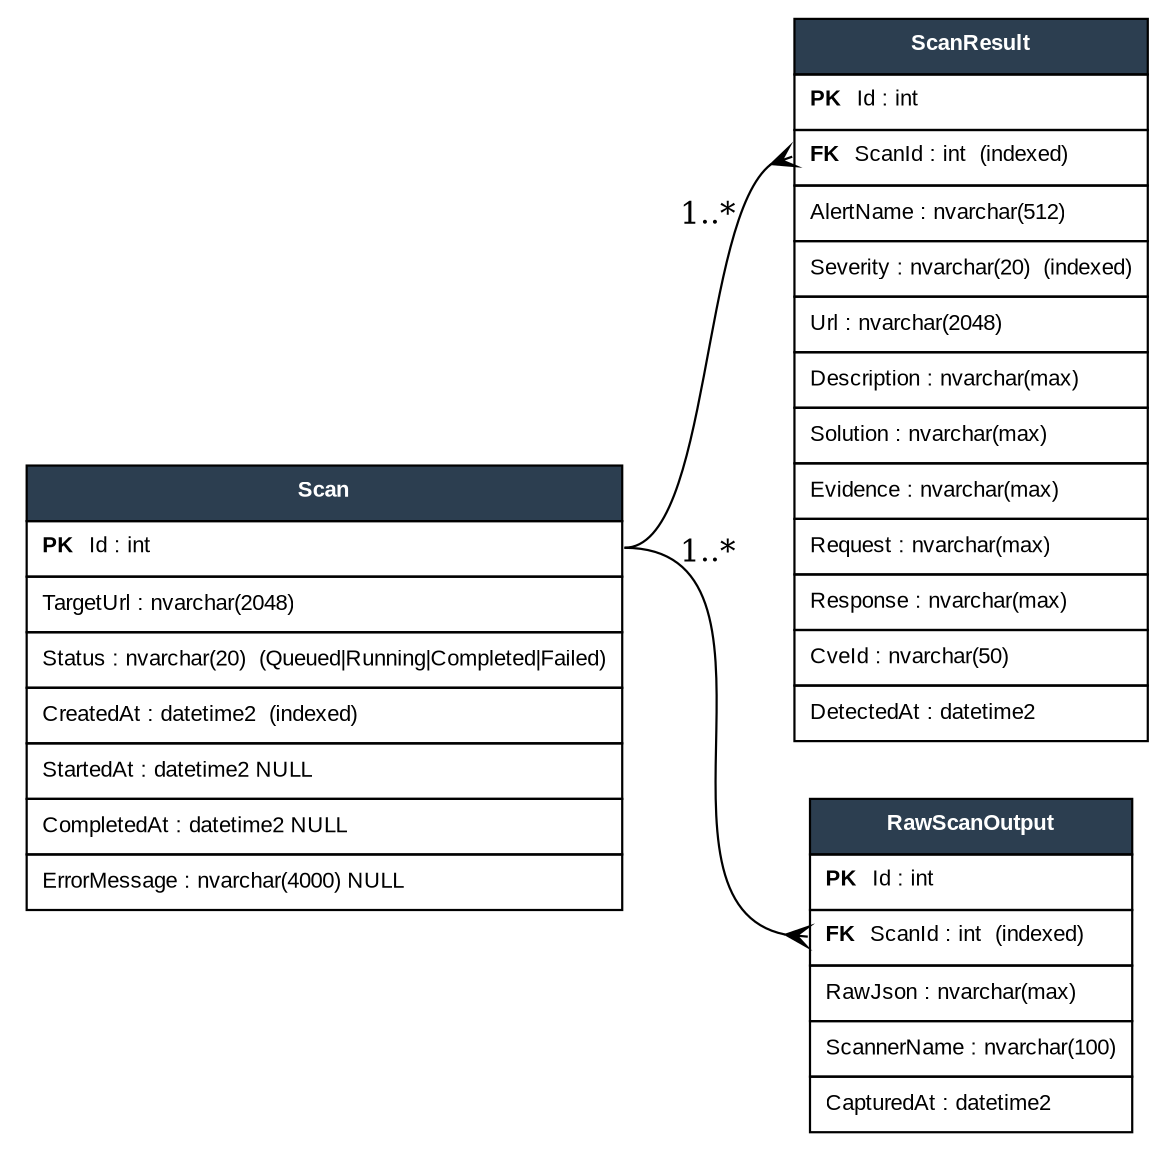 ScanResult
PK Id : int
FK ScanId : int (indexed)
AlertName : nvarchar(512)
Severity : nvarchar(20) (indexed)
Url : nvarchar(2048)
Description : nvarchar(max)
Solution : nvarchar(max)
Evidence : nvarchar(max)
Request : nvarchar(max)
Response : nvarchar(max)
CveId : nvarchar(50)
DetectedAt : datetime2
1..*
Scan
PK Id : int
TargetUrl : nvarchar(2048)
Status : nvarchar(20) (Queued|Running|Completed|Failed)
CreatedAt : datetime2 (indexed)
StartedAt : datetime2 NULL
CompletedAt : datetime2 NULL
ErrorMessage : nvarchar(4000) NULL
1..*
RawScanOutput
PK Id : int
FK ScanId : int (indexed)
RawJson : nvarchar(max)
ScannerName : nvarchar(100)
CapturedAt : datetime2